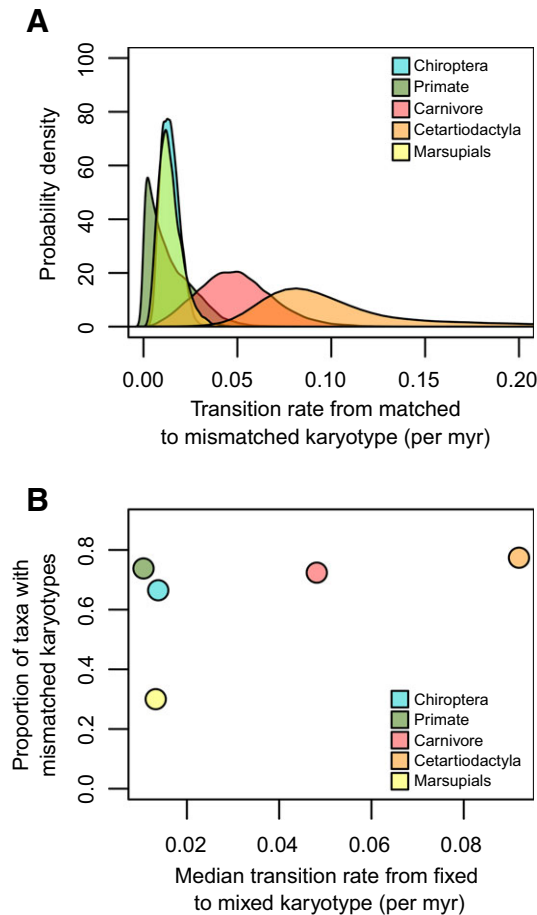 A
Probability density
100
80
60
40
20
0
Chiroptera
Primate
Carnivore
Cetartiodactyla
Marsupials
0.00 0.05 0.10 0.15 0.20
Transition rate from matched
to mismatched karyotype (per myr)
B
Proportion of taxa with
mismatched karyotypes
0.8
0.6
0.4
0.2
0.0
Chiroptera
Primate
Carnivore
Cetartiodactyla
Marsupials
0.02 0.04 0.06 0.08
Median transition rate from fixed
to mixed karyotype (per myr)